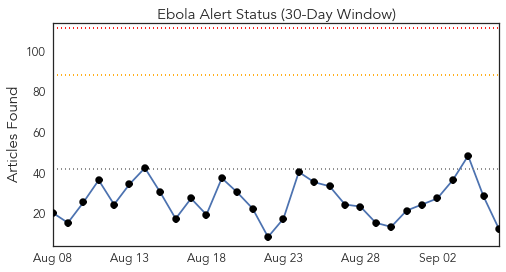 Ebola Alert Status (30-Day Window)
Articles Found
100
80
60
40
20
Aug 08
Aug 13
Aug 18
Aug 23
Aug 28
Sep 02